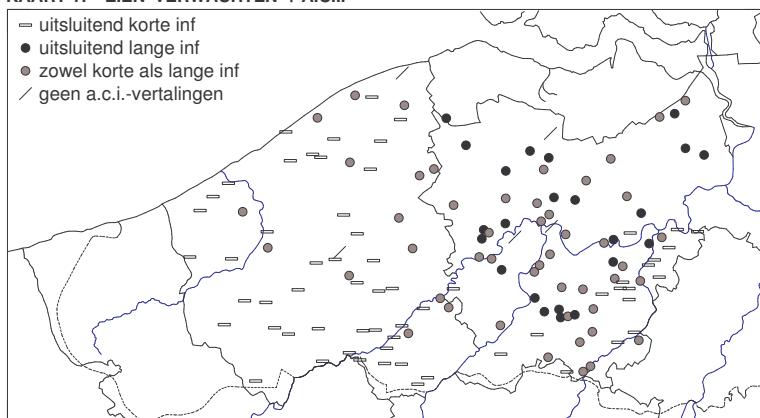 uitsluitend korte inf
uitsluitend lange inf
zowel korte als lange inf
geen a.c.i.-vertalingen